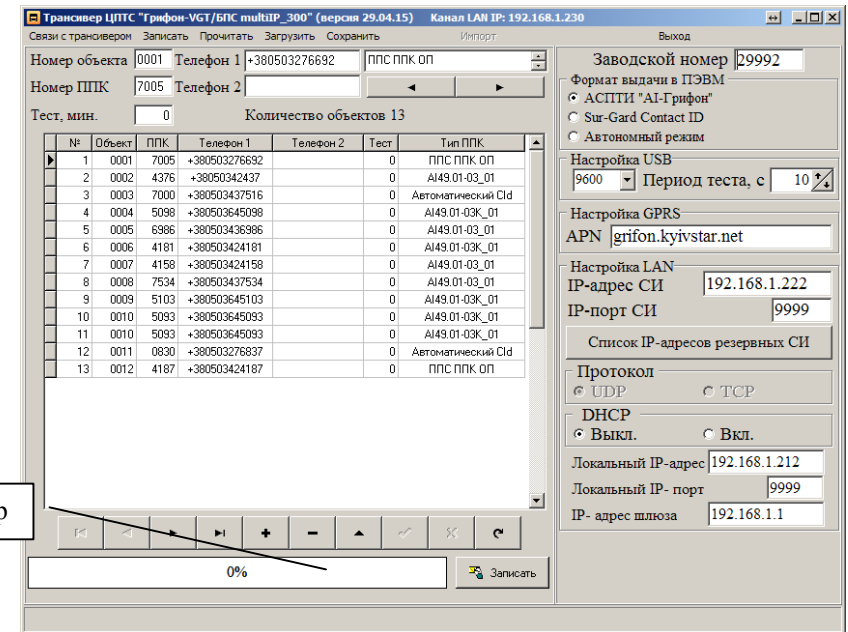 Трансивер ЦПТС "Грифон-VGT/БПС multiIP_300" (версия 29.04.15) Канал LAN IP: 192.168.1.230
Связи с трансивером Записать Прочитать Загрузить Сохранить Импорт Выход
Номер объекта 0001 Телефон 1 +380503276692 ППС ППК ОП
Номер ППК 7005 Телефон 2
Тест, мин. 0 Количество объектов 13
№ Объект ППК Телефон 1 Телефон 2 Тест Тип ППК
1 0001 7005 +380503276692 0 ППС ППК ОП
2 0002 4376 +38050342437 0 AI49.01-03_01
3 0003 7000 +380503437516 0 Автоматический CId
4 0004 5098 +380503645098 0 AI49.01-03К_01
5 0005 6986 +380503436986 0 AI49.01-03К_01
6 0006 4181 +380503424181 0 AI49.01-03К_01
7 0007 4158 +380503424158 0 AI49.01-03_01
8 0008 7534 +380503437534 0 AI49.01-03_01
9 0009 5103 +380503645103 0 AI49.01-03К_01
10 0010 5093 +380503645093 0 AI49.01-03К_01
11 0010 5093 +380503645093 0 AI49.01-03К_01
12 0011 0830 +380503276837 0 Автоматический CId
13 0012 4187 +380503424187 0 ППС ППК ОП
р
0%
Записать
Заводской номер 29992
Формат выдачи в ПЭВМ
АСПТИ "АІ-Грифон"
Sur-Gard Contact ID
Автономный режим
Настройка USB
9600 Период теста, с 10
Настройка GPRS
APN grifon.kyivstar.net
Настройка LAN
IP-адрес СИ 192.168.1.222
IP-порт СИ 9999
Список IP-адресов резервных СИ
Протокол
UDP TCP
DHCP
Выкл. Вкл.
Локальный IP-адрес 192.168.1.212
Локальный IP- порт 9999
IP- адрес шлюза 192.168.1.1